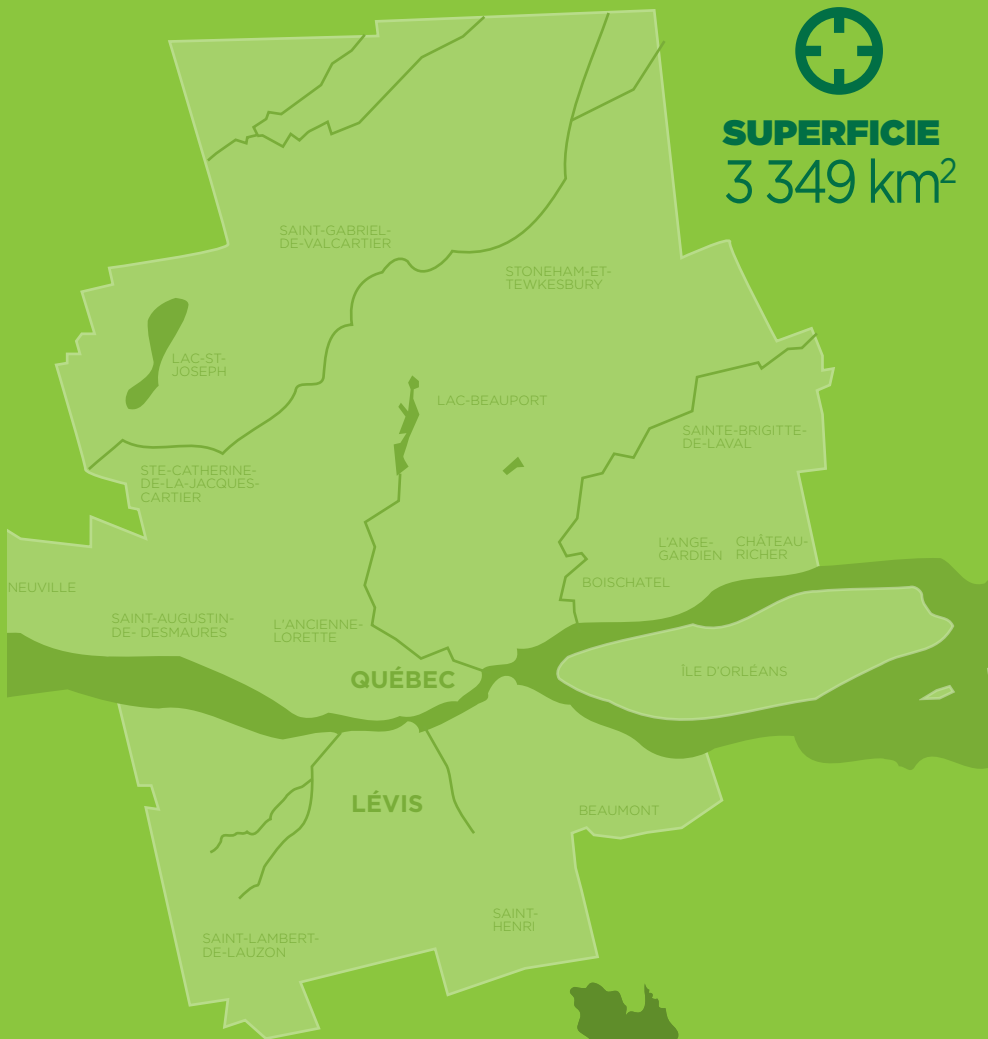 SUPERFICIE
3 349 km²
SAINT-GABRIEL-
DE-VALCARTIER
STONEHAM-ET-
TEWKESBURY
LAC-ST-
JOSEPH
LAC-BEAUPORT
SAINTE-BRIGITTE-
DE-LAVAL
STE-CATHERINE-
DE-LA-JACQUES-
CARTIER
L'ANGE-
GARDIEN
CHÂTEAU-
RICHER
BOISCHATEL
NEUVILLE
SAINT-AUGUSTIN-
DE- DESMAURES
L'ANCIENNE-
LORETTE
QUÉBEC
ÎLE D'ORLÉANS
LÉVIS
BEAUMONT
SAINT-
HENRI
SAINT-LAMBERT-
DE-LAUZON